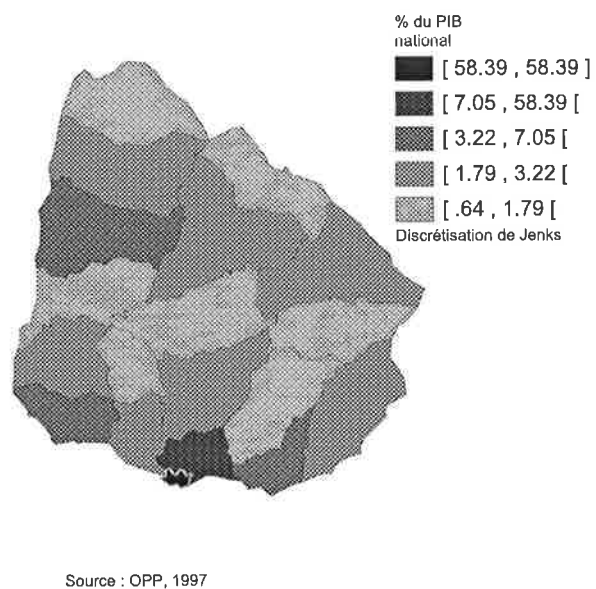 % du PIB
national
[ 58.39 , 58.39 ]
[ 7.05 , 58.39 [
[ 3.22 , 7.05 [
[ 1.79 , 3.22 [
[ .64 , 1.79 [
Discrétisation de Jenks
Source : OPP, 1997